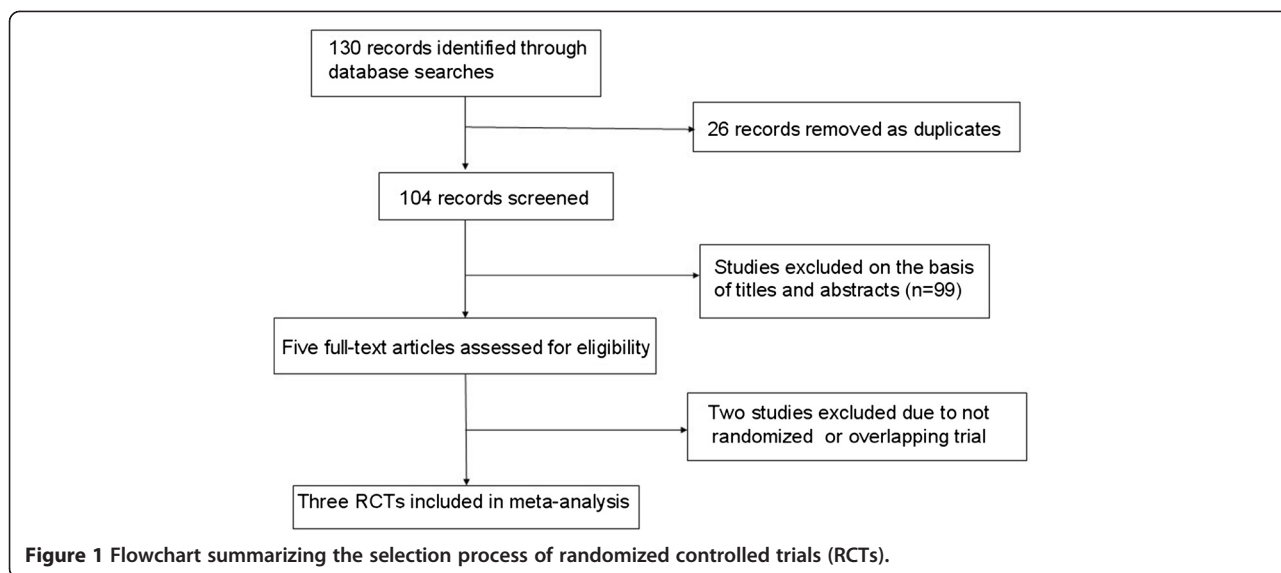 130 records identified through
database searches
26 records removed as duplicates
104 records screened
Studies excluded on the basis
of titles and abstracts (n=99)
Five full-text articles assessed for eligibility
Two studies excluded due to not
randomized or overlapping trial
Three RCTs included in meta-analysis
Figure 1 Flowchart summarizing the selection process of randomized controlled trials (RCTs).